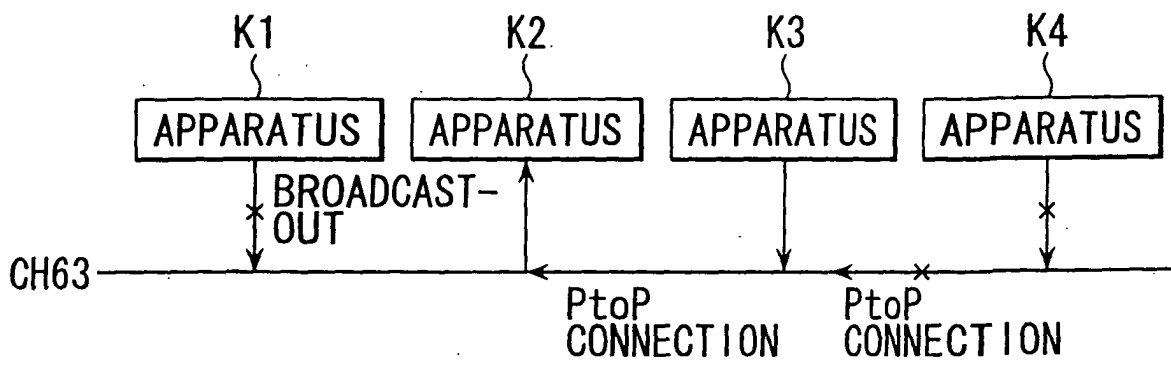 K1 K2 K3 K4
APPARATUS APPARATUS APPARATUS APPARATUS
BROADCAST-
OUT
CH63
PtoP PtoP
CONNECTION CONNECTION